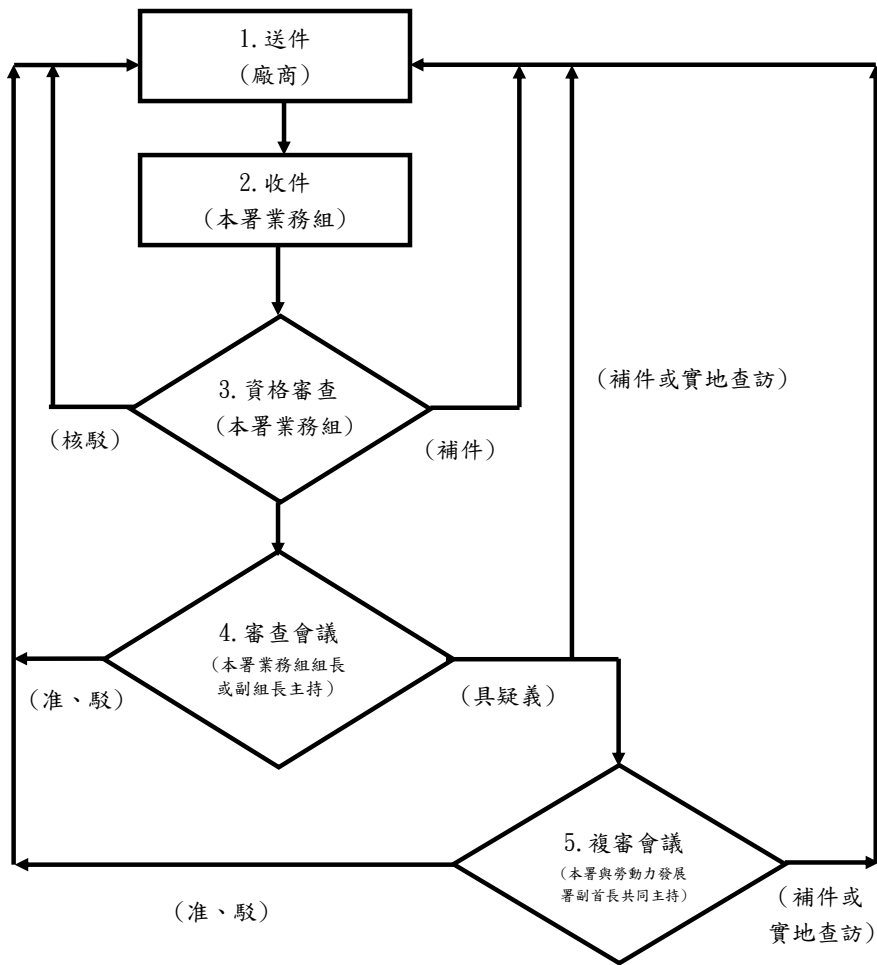 1.送件
（廠商）
2.收件
（本署業務組）
3.資格審查
（本署業務組）
（核駁）
（補件）
（補件或實地查訪）
4.審查會議
（本署業務組組長
或副組長主持）
（准、駁）
（具疑義）
5.複審會議
（本署與勞動力發展
署副首長共同主持）
（准、駁）
（補件或
實地查訪）